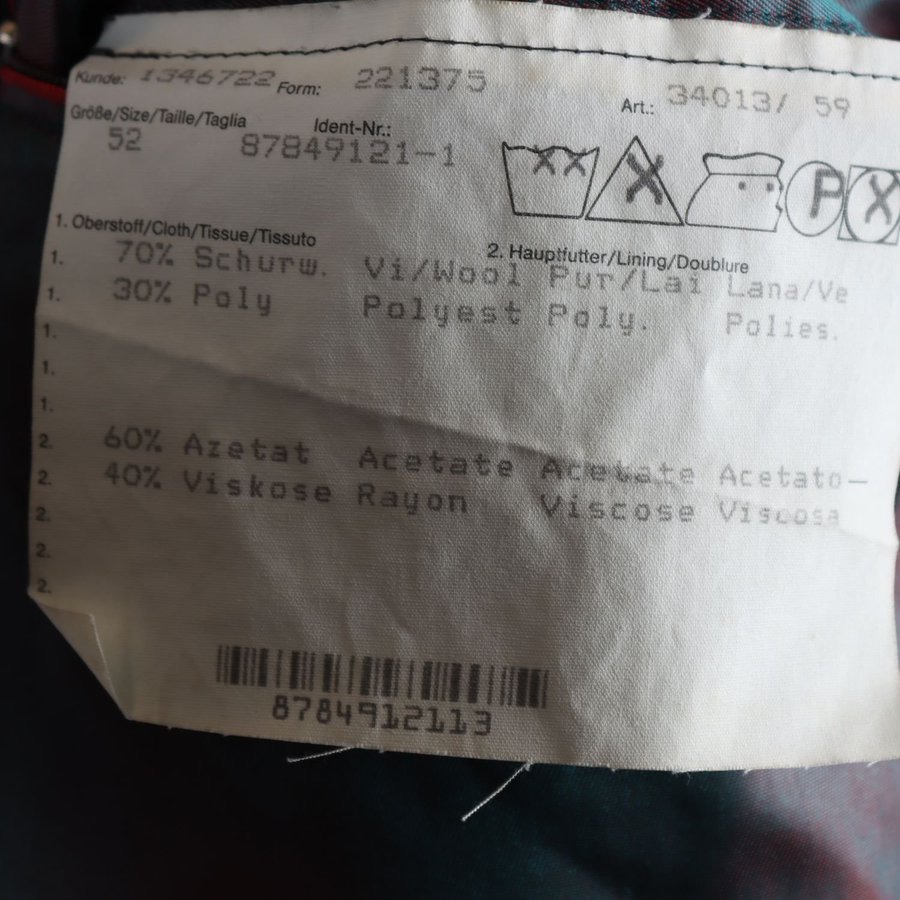 Kunde: 1346722 Form: 221375 Art.: 34013/ 59
Größe/Size/Taille/Taglia Ident-Nr.:
52 87849121-1
XX X P X
1. Oberstoff/Cloth/Tissue/Tissuto 2. Hauptfutter/Lining/Doublure
1. 70% Schurw. Vi/Wool Pur/Lai Lana/Ve
1. 30% Poly Polyest Poly. Polies.
1.
1.
1.
2. 60% Azetat Acetate Acetate Acetato-
2. 40% Viskose Rayon Viscose Viscosa
2.
2.
2.
8784912113